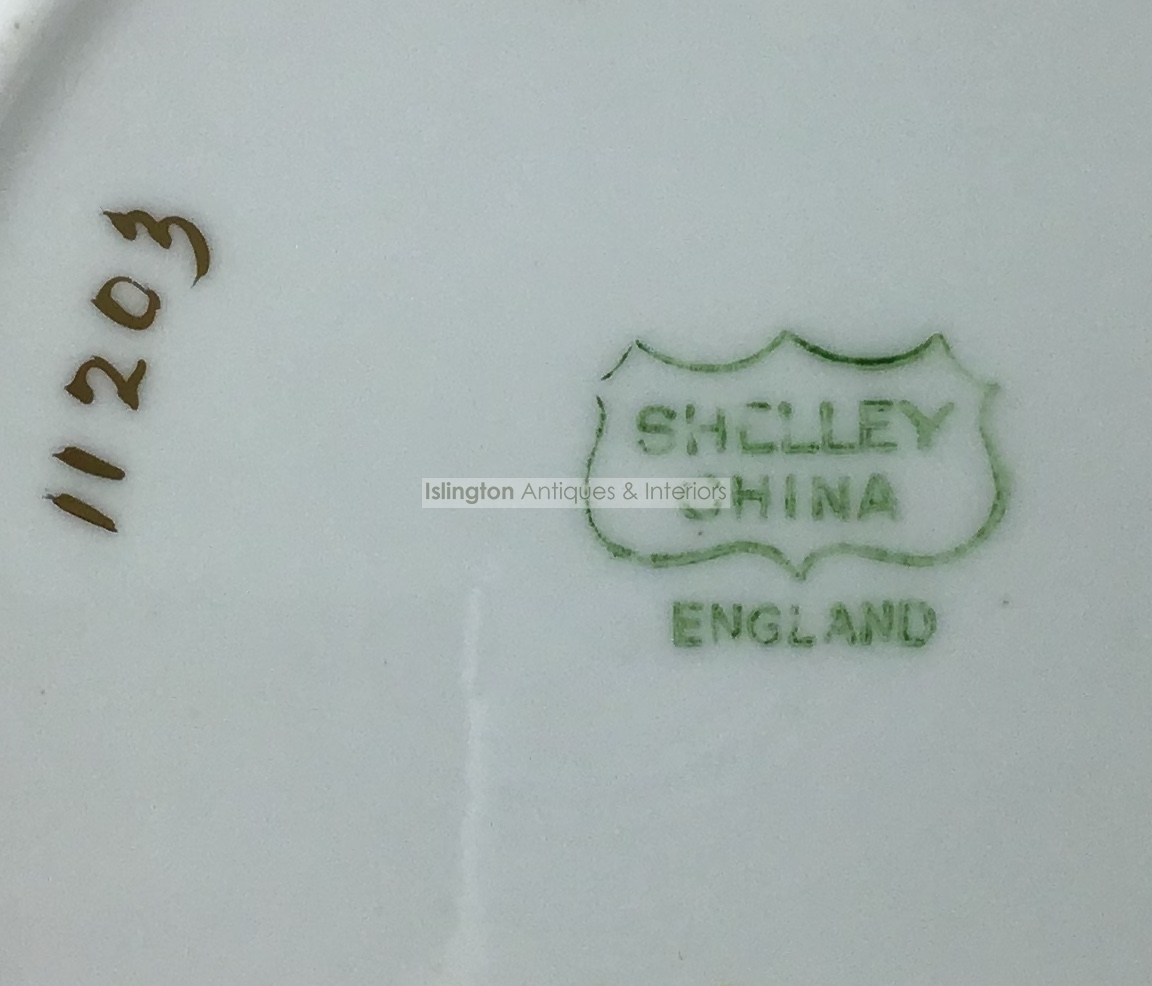 11203
SHELLEY
CHINA
Islington Antiques & Interiors
ENGLAND